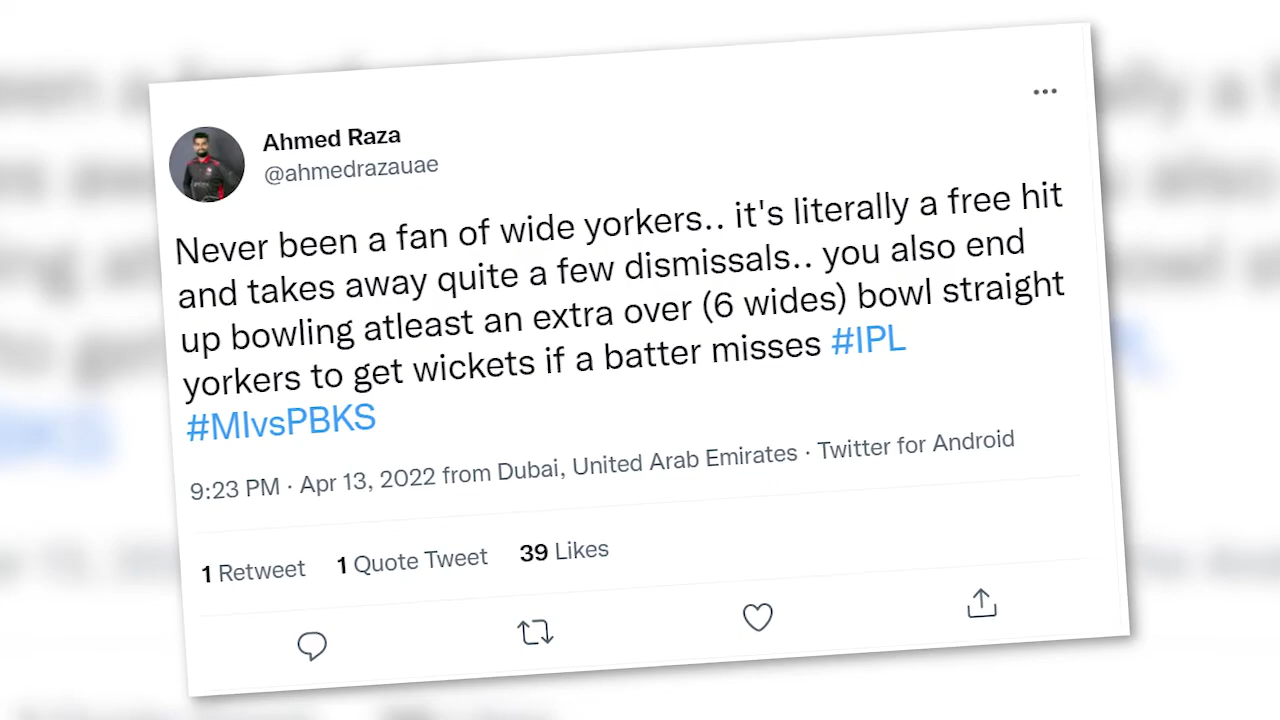 Ahmed Raza
@ahmedrazauae
Never been a fan of wide yorkers.. it's literally a free hit
and takes away quite a few dismissals.. you also end
up bowling atleast an extra over (6 wides) bowl straight
yorkers to get wickets if a batter misses #IPL
#MIvsPBKS
9:23 PM · Apr 13, 2022 from Dubai, United Arab Emirates · Twitter for Android
1 Retweet 1 Quote Tweet 39 Likes